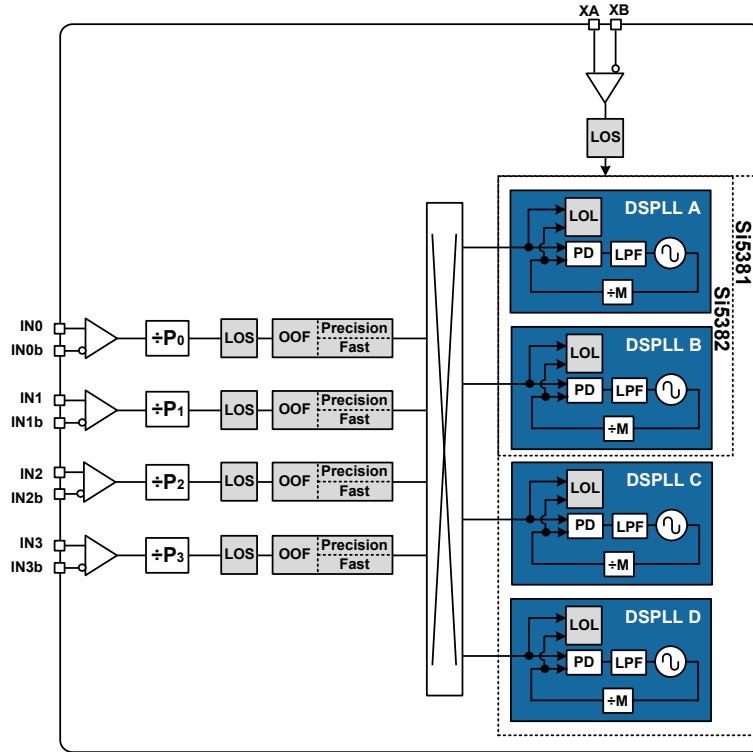 XA XB
LOS
DSPLL A
LOL
PD LPF
÷M
Si5381
Si5382
DSPLL B
LOL
PD LPF
÷M
IN0
IN0b
÷P0
LOS
OOF
Precision
Fast
IN1
IN1b
÷P1
LOS
OOF
Precision
Fast
IN2
IN2b
÷P2
LOS
OOF
Precision
Fast
IN3
IN3b
÷P3
LOS
OOF
Precision
Fast
DSPLL C
LOL
PD LPF
÷M
DSPLL D
LOL
PD LPF
÷M